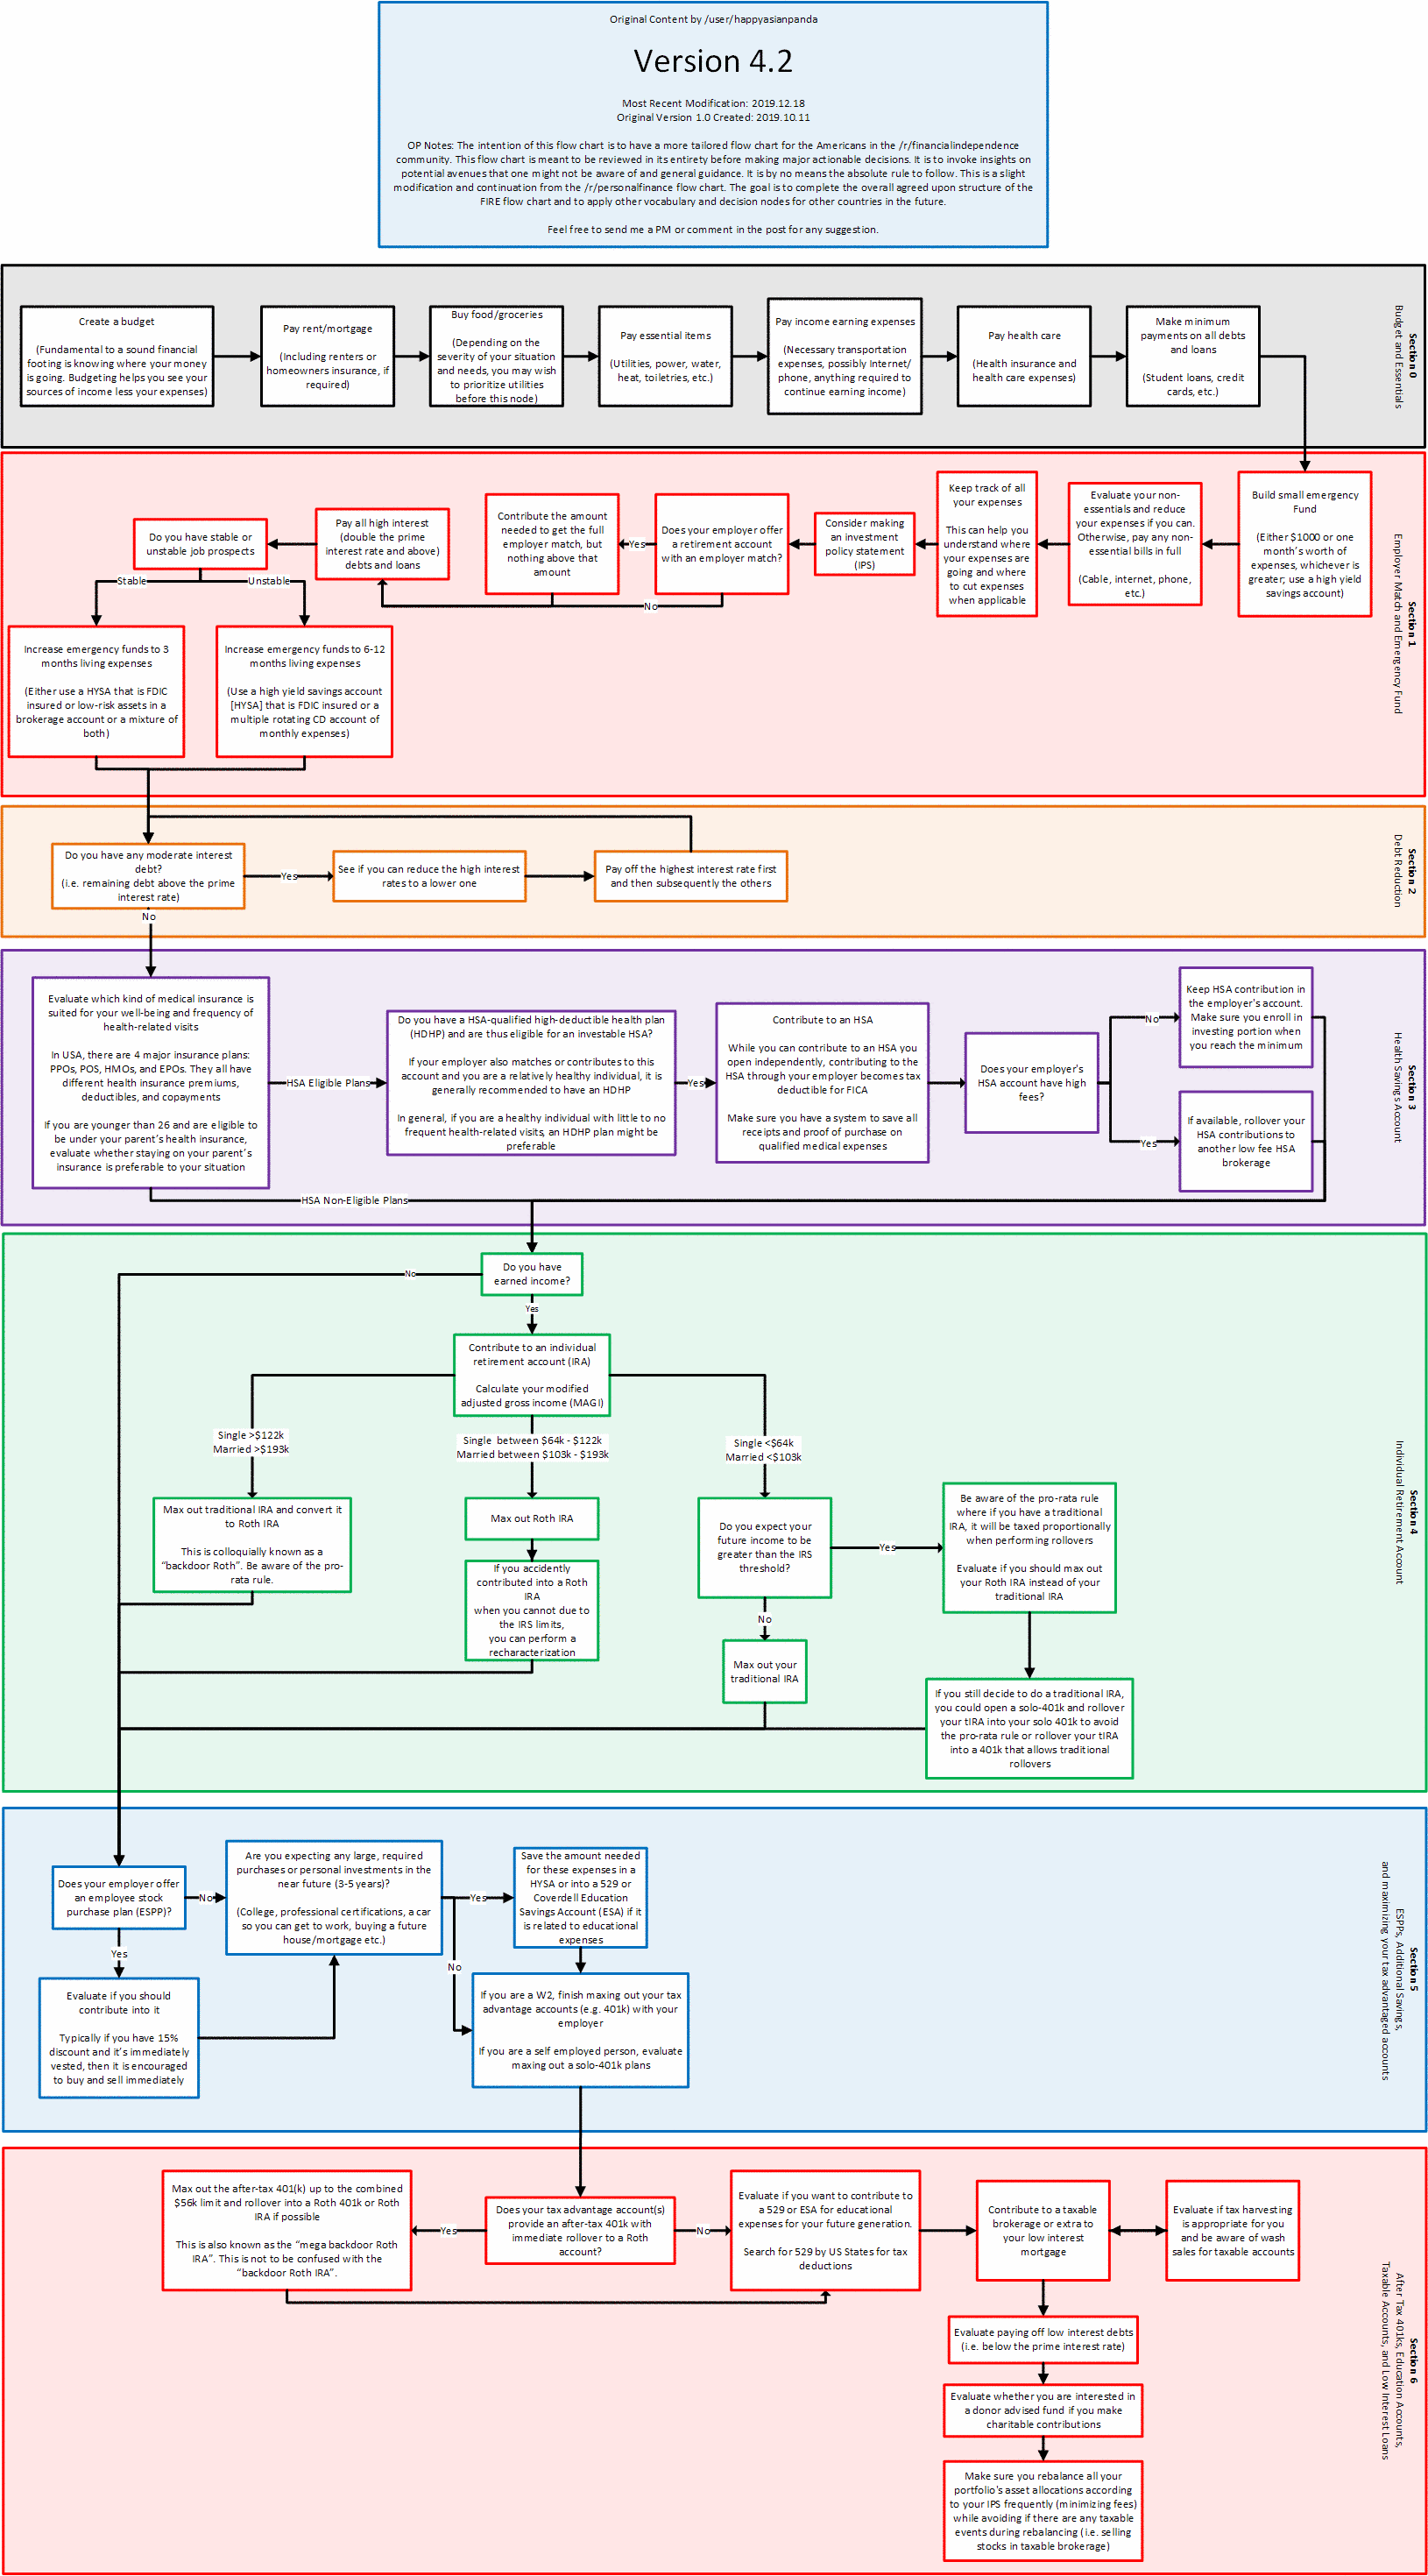 Original Content by /user/happyasianpanda
Version 4.2
Most Recent Modification: 2019.12.18
Original Version 1.0 Created: 2019.10.11
OP Notes: The intention of this flow chart is to have a more tailored flow chart for the Americans in the /r/financialindependence
community. This flow chart is meant to be reviewed in its entirety before making major actionable decisions. It is to invoke insights on
potential avenues that one might not be aware of and general guidance. It is by no means the absolute rule to follow. This is a slight
modification and continuation from the /r/personalfinance flow chart. The goal is to complete the overall agreed upon structure of the
FIRE flow chart and to apply other vocabulary and decision nodes for other countries in the future.
Feel free to send me a PM or comment in the post for any suggestion.
Section 0
Budget and Essentials
Create a budget
(Fundamental to a sound financial
footing is knowing where your money
is going. Budgeting helps you see your
sources of income less your expenses)
Pay rent/mortgage
(Including renters or
homeowners insurance, if
required)
Buy food/groceries
(Depending on the
severity of your situation
and needs, you may wish
to prioritize utilities
before this node)
Pay essential items
(Utilities, power, water,
heat, toiletries, etc.)
Pay income earning expenses
(Necessary transportation
expenses, possibly Internet/
phone, anything required to
continue earning income)
Pay health care
(Health insurance and
health care expenses)
Make minimum
payments on all debts
and loans
(Student loans, credit
cards, etc.)
Section 1
Employer Match and Emergency Fund
Build small emergency
Fund
(Either $1000 or one
month's worth of
expenses, whichever is
greater; use a high yield
savings account)
Evaluate your non-
essentials and reduce
your expenses if you can.
Otherwise, pay any non-
essential bills in full
(Cable, internet, phone,
etc.)
Keep track of all
your expenses
This can help you
understand where
your expenses are
going and where
to cut expenses
when applicable
Consider making
an investment
policy statement
(IPS)
Does your employer offer
a retirement account
with an employer match?
Yes
No
Contribute the amount
needed to get the full
employer match, but
nothing above that
amount
Pay all high interest
(double the prime
interest rate and above)
debts and loans
Do you have stable or
unstable job prospects
Stable
Unstable
Increase emergency funds to 3
months living expenses
(Either use a HYSA that is FDIC
insured or low-risk assets in a
brokerage account or a mixture of
both)
Increase emergency funds to 6-12
months living expenses
(Use a high yield savings account
[HYSA] that is FDIC insured or a
multiple rotating CD account of
monthly expenses)
Section 2
Debt Reduction
Do you have any moderate interest
debt?
(i.e. remaining debt above the prime
interest rate)
Yes
No
See if you can reduce the high interest
rates to a lower one
Pay off the highest interest rate first
and then subsequently the others
Section 3
Health Savings Account
Evaluate which kind of medical insurance is
suited for your well-being and frequency of
health-related visits
In USA, there are 4 major insurance plans:
PPOs, POS, HMOs, and EPOs. They all have
different health insurance premiums,
deductibles, and copayments
If you are younger than 26 and are eligible to
be under your parent's health insurance,
evaluate whether staying on your parent's
insurance is preferable to your situation
HSA Eligible Plans
HSA Non-Eligible Plans
Do you have a HSA-qualified high-deductible health plan
(HDHP) and are thus eligible for an investable HSA?
If your employer also matches or contributes to this
account and you are a relatively healthy individual, it is
generally recommended to have an HDHP
In general, if you are a healthy individual with little to no
frequent health-related visits, an HDHP plan might be
preferable
Yes
Contribute to an HSA
While you can contribute to an HSA you
open independently, contributing to the
HSA through your employer becomes tax
deductible for FICA
Make sure you have a system to save all
receipts and proof of purchase on
qualified medical expenses
Does your employer's
HSA account have high
fees?
No
Yes
Keep HSA contribution in
the employer's account.
Make sure you enroll in
investing portion when
you reach the minimum
If available, rollover your
HSA contributions to
another low fee HSA
brokerage
Section 4
Individual Retirement Account
Do you have
earned income?
No
Yes
Contribute to an individual
retirement account (IRA)
Calculate your modified
adjusted gross income (MAGI)
Single >$122k
Married >$193k
Single between $64k - $122k
Married between $103k - $193k
Single <$64k
Married <$103k
Max out traditional IRA and convert it
to Roth IRA
This is colloquially known as a
"backdoor Roth". Be aware of the pro-
rata rule.
Max out Roth IRA
If you accidently
contributed into a Roth
IRA
when you cannot due to
the IRS limits,
you can perform a
recharacterization
Do you expect your
future income to be
greater than the IRS
threshold?
Yes
No
Max out your
traditional IRA
Be aware of the pro-rata rule
where if you have a traditional
IRA, it will be taxed proportionally
when performing rollovers
Evaluate if you should max out
your Roth IRA instead of your
traditional IRA
If you still decide to do a traditional IRA,
you could open a solo-401k and rollover
your tIRA into your solo 401k to avoid
the pro-rata rule or rollover your tIRA
into a 401k that allows traditional
rollovers
Section 5
ESPPs, Additional Savings,
and maximizing your tax advantaged accounts
Does your employer offer
an employee stock
purchase plan (ESPP)?
No
Yes
Evaluate if you should
contribute into it
Typically if you have 15%
discount and it's immediately
vested, then it is encouraged
to buy and sell immediately
Are you expecting any large, required
purchases or personal investments in the
near future (3-5 years)?
(College, professional certifications, a car
so you can get to work, buying a future
house/mortgage etc.)
Yes
No
Save the amount needed
for these expenses in a
HYSA or into a 529 or
Coverdell Education
Savings Account (ESA) if it
is related to educational
expenses
If you are a W2, finish maxing out your tax
advantage accounts (e.g. 401k) with your
employer
If you are a self employed person, evaluate
maxing out a solo-401k plans
Section 6
After Tax 401ks, Education Accounts,
Taxable Accounts, and Low Interest Loans
Does your tax advantage account(s)
provide an after-tax 401k with
immediate rollover to a Roth
account?
Yes
No
Max out the after-tax 401(k) up to the combined
$56k limit and rollover into a Roth 401k or Roth
IRA if possible
This is also known as the "mega backdoor Roth
IRA". This is not to be confused with the
"backdoor Roth IRA".
Evaluate if you want to contribute to
a 529 or ESA for educational
expenses for your future generation.
Search for 529 by US States for tax
deductions
Contribute to a taxable
brokerage or extra to
your low interest
mortgage
Evaluate if tax harvesting
is appropriate for you
and be aware of wash
sales for taxable accounts
Evaluate paying off low interest debts
(i.e. below the prime interest rate)
Evaluate whether you are interested in
a donor advised fund if you make
charitable contributions
Make sure you rebalance all your
portfolio's asset allocations according
to your IPS frequently (minimizing fees)
while avoiding if there are any taxable
events during rebalancing (i.e. selling
stocks in taxable brokerage)